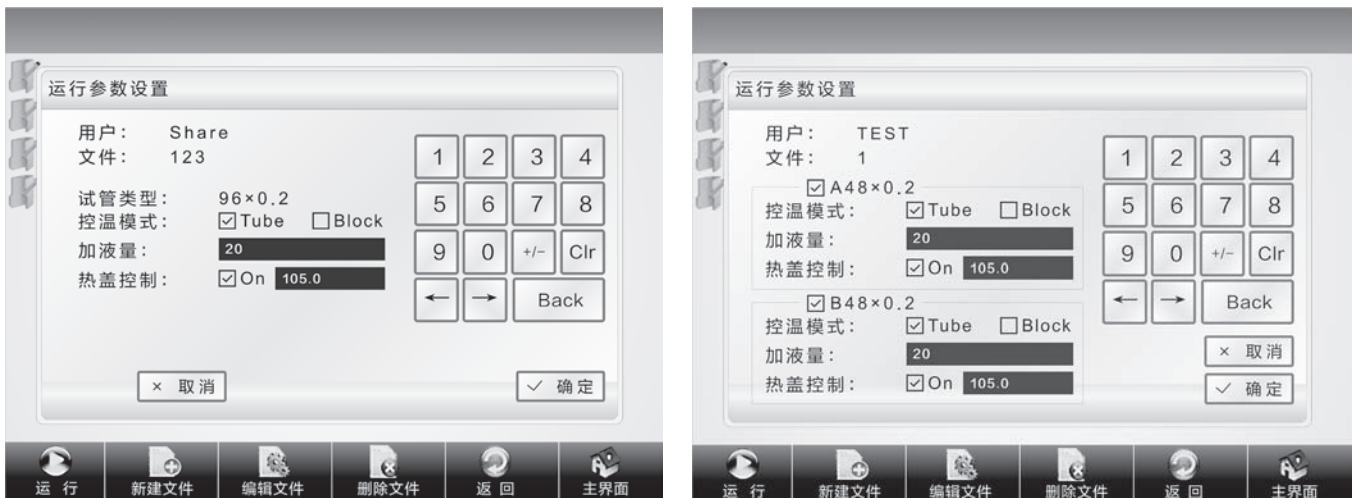 运行参数设置
用户： Share
文件： 123
试管类型： 96×0.2
控温模式： Tube Block
加液量： 20
热盖控制： On 105.0
1 2 3 4
5 6 7 8
9 0 +/- Clr
← → Back
× 取消
✓ 确定
运行 新建文件 编辑文件 删除文件 返回 主界面
运行参数设置
用户： TEST
文件： 1
A48×0.2
控温模式： Tube Block
加液量： 20
热盖控制： On 105.0
B48×0.2
控温模式： Tube Block
加液量： 20
热盖控制： On 105.0
1 2 3 4
5 6 7 8
9 0 +/- Clr
← → Back
× 取消
✓ 确定
运行 新建文件 编辑文件 删除文件 返回 主界面